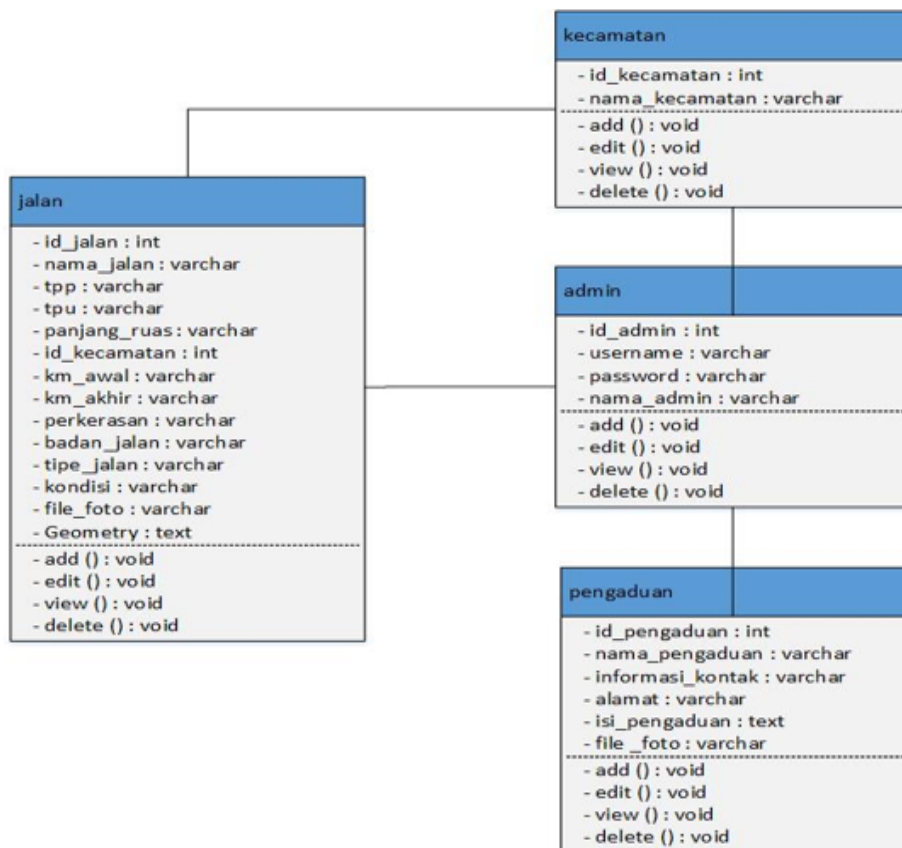 kecamatan
- id_kecamatan : int
- nama_kecamatan : varchar
- add () : void
- edit () : void
- view () : void
- delete () : void
jalan
- id_jalan : int
- nama_jalan : varchar
- tpp : varchar
- tpu : varchar
- panjang_ruas : varchar
- id_kecamatan : int
- km_awal : varchar
- km_akhir : varchar
- perkerasan : varchar
- badan_jalan : varchar
- tipe_jalan : varchar
- kondisi : varchar
- file_foto : varchar
- Geometry : text
- add () : void
- edit () : void
- view () : void
- delete () : void
admin
- id_admin : int
- username : varchar
- password : varchar
- nama_admin : varchar
- add () : void
- edit () : void
- view () : void
- delete () : void
pengaduan
- id_pengaduan : int
- nama_pengaduan : varchar
- informasi_kontak : varchar
- alamat : varchar
- isi_pengaduan : text
- file _foto : varchar
- add () : void
- edit () : void
- view () : void
- delete () : void